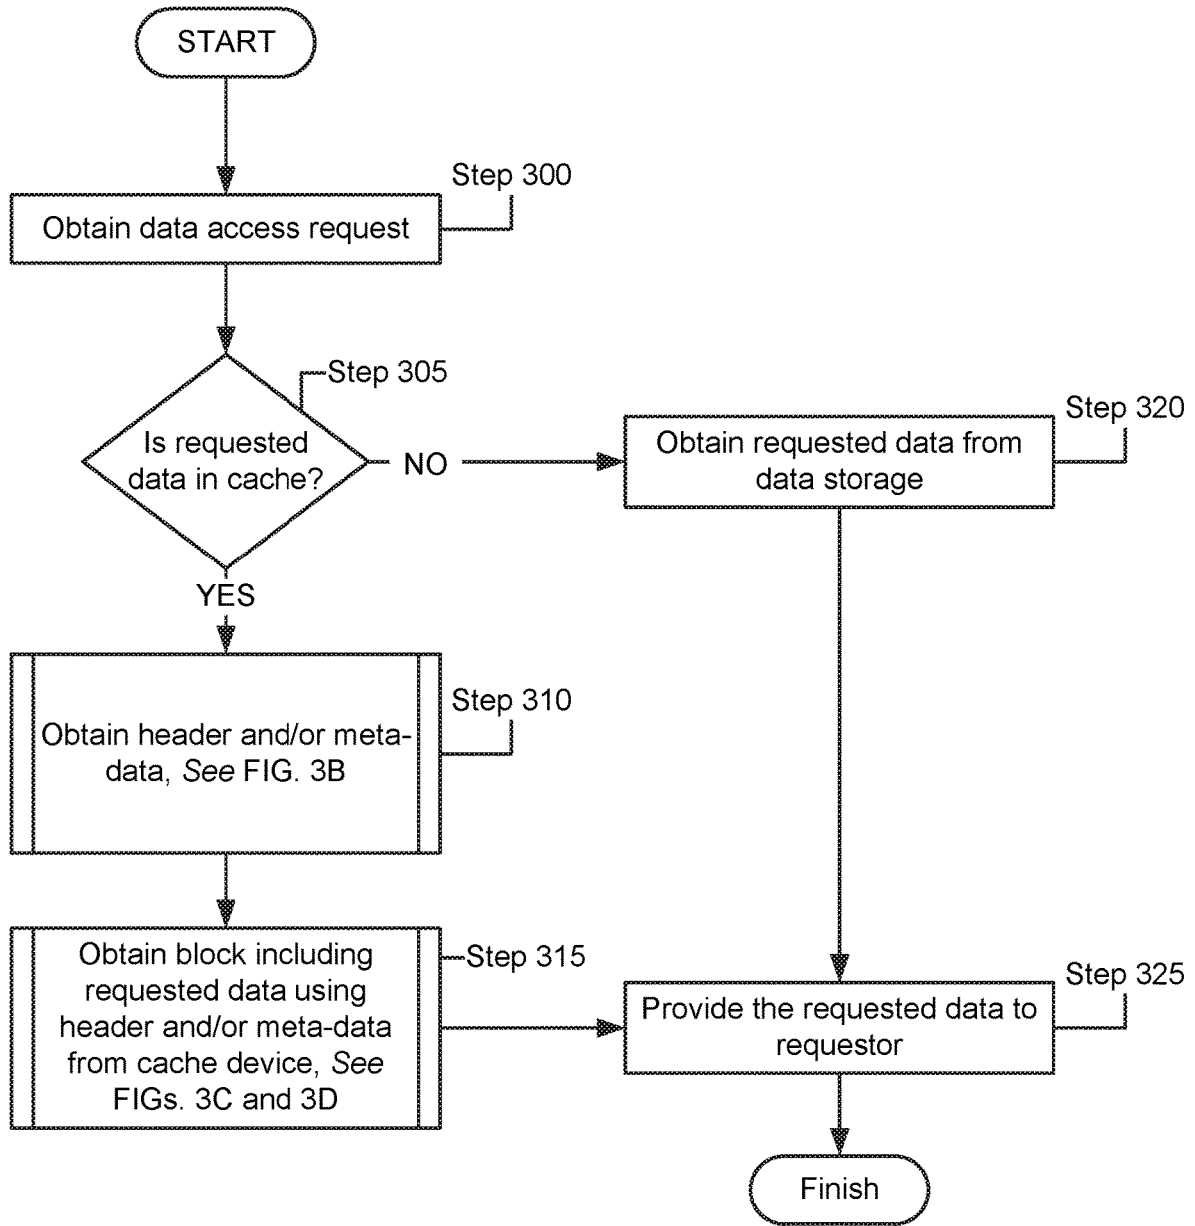 START
Step 300
Obtain data access request
Step 305
Is requested
data in cache?
NO
Step 320
Obtain requested data from
data storage
YES
Step 310
Obtain header and/or meta-
data, See FIG. 3B
Step 315
Obtain block including
requested data using
header and/or meta-data
from cache device, See
FIGs. 3C and 3D
Step 325
Provide the requested data to
requestor
Finish